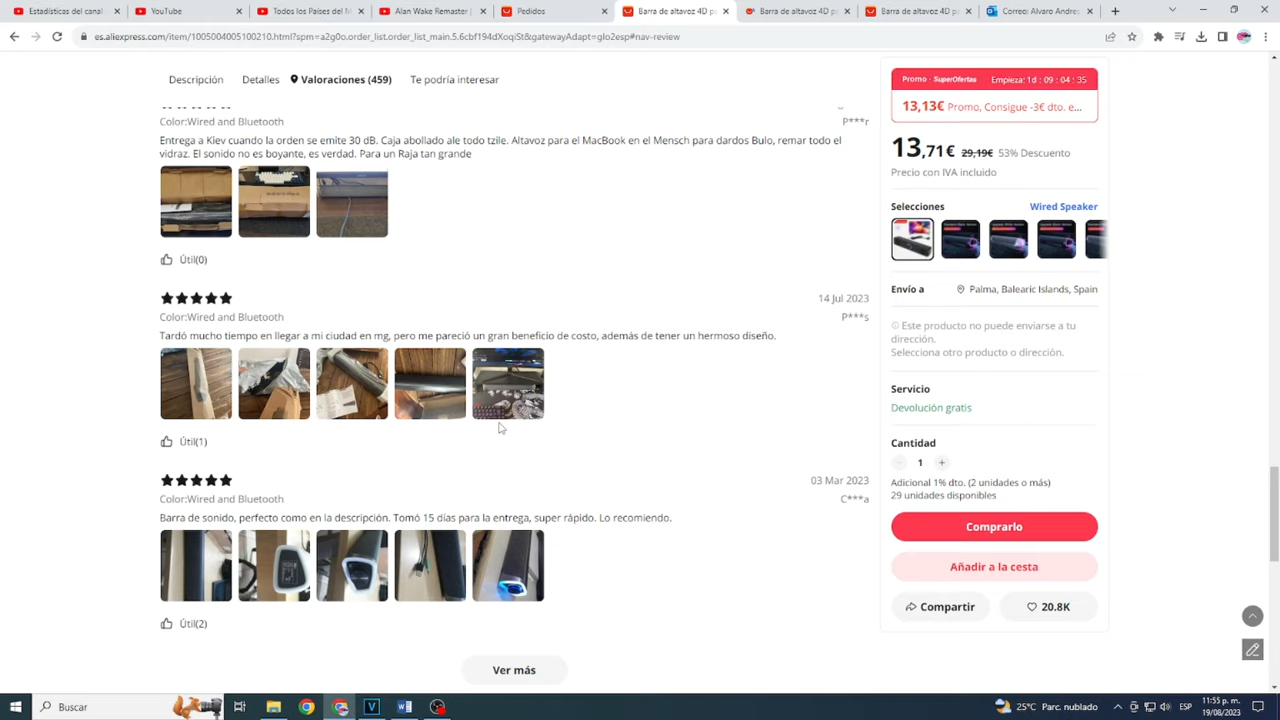 Estadísticas del canal
YouTube
Todos los Países del M
Alan Wake Remaster |
Pedidos
Barra de altavoz 4D p
Barra de altavoz 4D p
Barra de altavoz 4D p
Correo: Alvaro Andres
es.aliexpress.com/item/1005004005100210.html?spm=a2g0o.order_list.order_list_main.5.6cbf194dXoqiSt&gatewayAdapt=glo2esp#nav-review
Descripción
Detalles
Valoraciones (459)
Te podría interesar
Color:Wired and Bluetooth
P***r
Entrega a Kiev cuando la orden se emite 30 dB. Caja abollado ale todo tzile. Altavoz para el MacBook en el Mensch para dardos Bulo, remar todo el
vidraz. El sonido no es boyante, es verdad. Para un Raja tan grande
Útil(0)
14 Jul 2023
Color:Wired and Bluetooth
P***s
Tardó mucho tiempo en llegar a mi ciudad en mg, pero me pareció un gran beneficio de costo, además de tener un hermoso diseño.
Útil(1)
03 Mar 2023
Color:Wired and Bluetooth
C***a
Barra de sonido, perfecto como en la descripción. Tomó 15 días para la entrega, super rápido. Lo recomiendo.
Útil(2)
Ver más
Promo · SuperOfertas Empieza: 1d : 09 : 04 : 35
13,13€ Promo, Consigue -3€ dto. e...
13,71€ 29,19€ 53% Descuento
Precio con IVA incluido
Selecciones Wired Speaker
Envío a Palma, Balearic Islands, Spain
Este producto no puede enviarse a tu
dirección.
Selecciona otro producto o dirección.
Servicio
Devolución gratis
Cantidad
- 1 +
Adicional 1% dto. (2 unidades o más)
29 unidades disponibles
Comprarlo
Añadir a la cesta
Compartir
20.8K
Buscar
25°C Parc. nublado
ESP
11:55 p. m.
19/08/2023